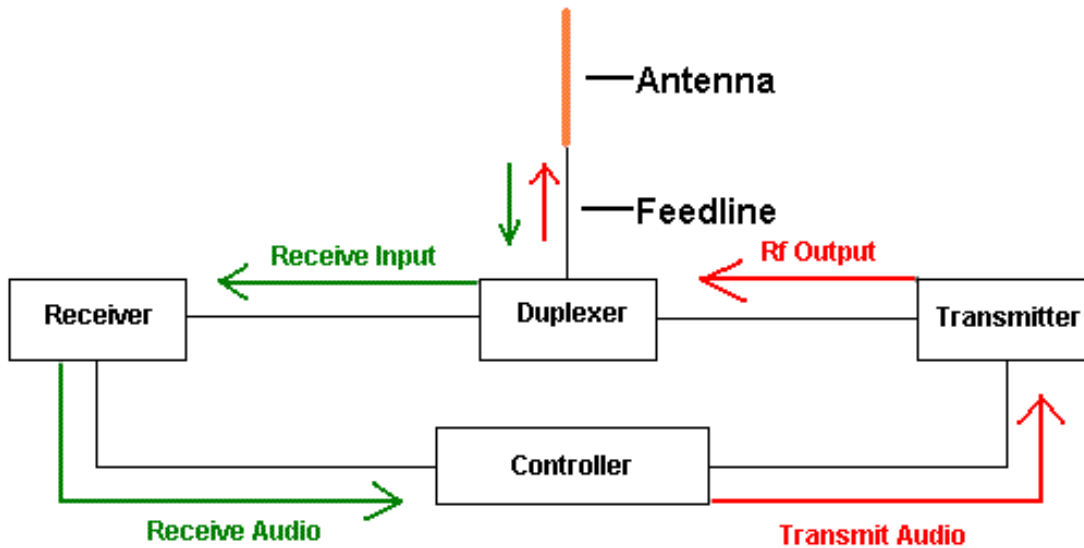 Antenna
Feedline
Receive Input
Rf Output
Receiver
Duplexer
Transmitter
Controller
Receive Audio
Transmit Audio